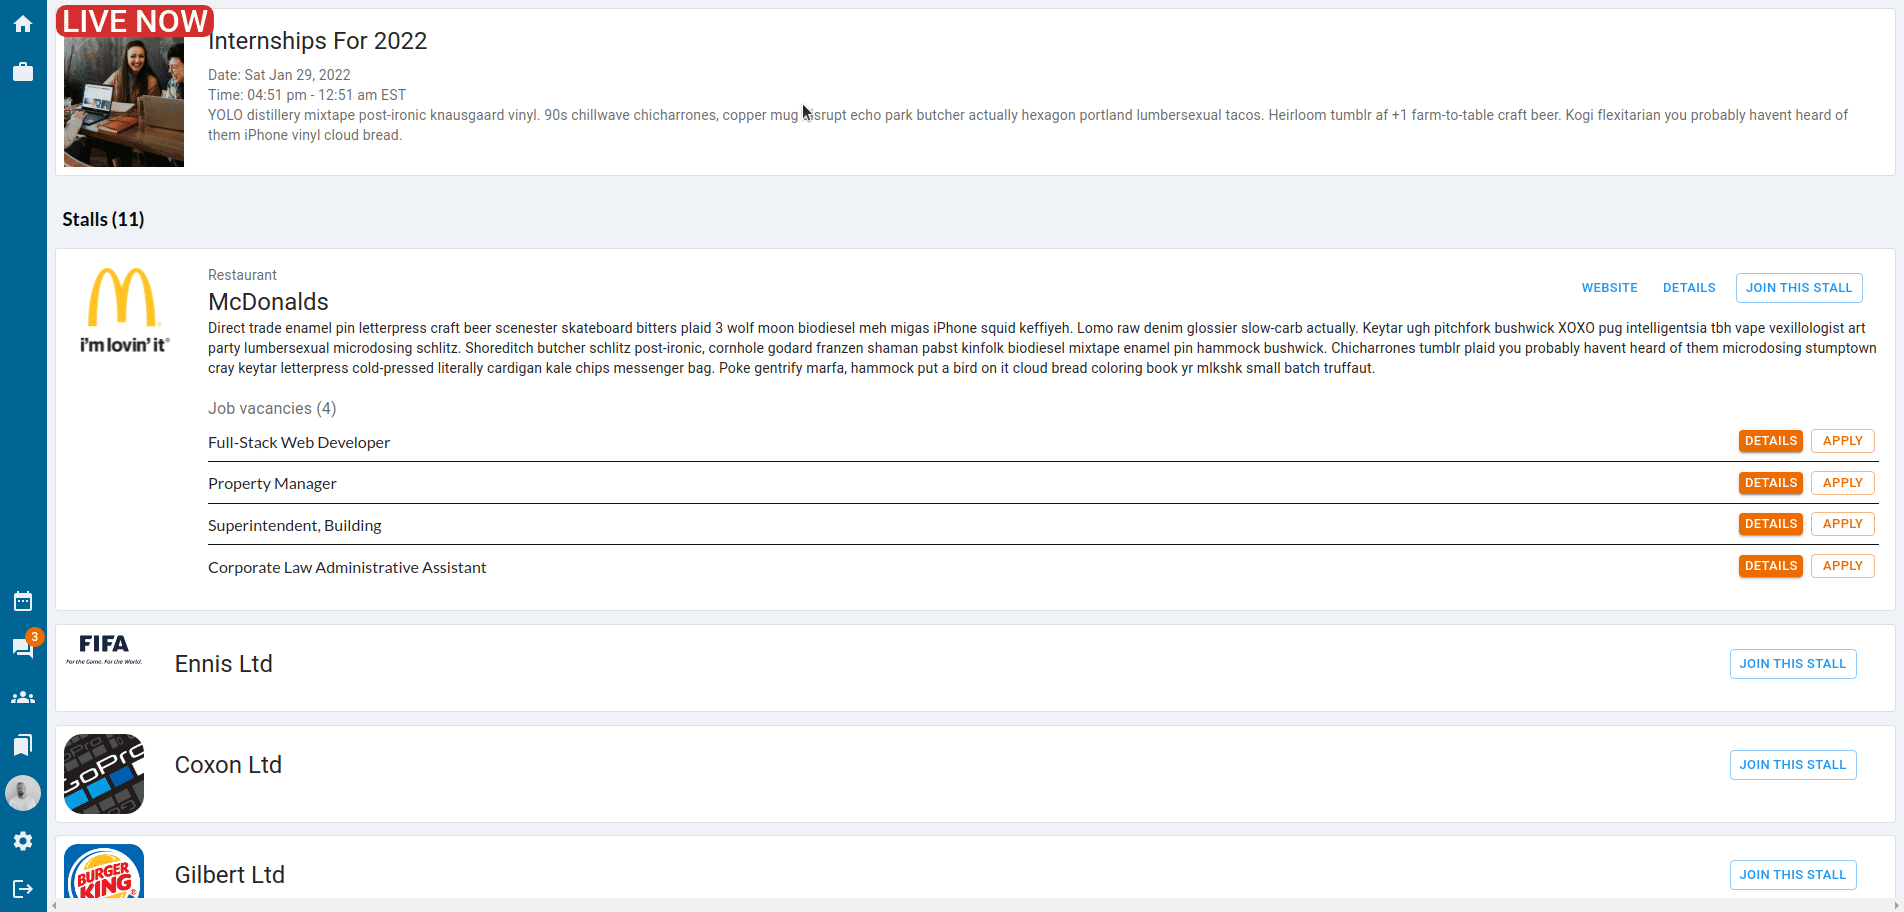 LIVE NOW
Internships For 2022
Date: Sat Jan 29, 2022
Time: 04:51 pm - 12:51 am EST
YOLO distillery mixtape post-ironic knausgaard vinyl. 90s chillwave chicharrones, copper mug disrupt echo park butcher actually hexagon portland lumbersexual tacos. Heirloom tumblr af +1 farm-to-table craft beer. Kogi flexitarian you probably havent heard of
them iPhone vinyl cloud bread.
Stalls (11)
i'm lovin' it
Restaurant
McDonalds
WEBSITE DETAILS JOIN THIS STALL
Direct trade enamel pin letterpress craft beer scenester skateboard bitters plaid 3 wolf moon biodiesel meh migas iPhone squid keffiyeh. Lomo raw denim glossier slow-carb actually. Keytar ugh pitchfork bushwick XOXO pug intelligentsia tbh vape vexillologist art
party lumbersexual microdosing schlitz. Shoreditch butcher schlitz post-ironic, cornhole godard franzen shaman pabst kinfolk biodiesel mixtape enamel pin hammock bushwick. Chicharrones tumblr plaid you probably havent heard of them microdosing stumptown
cray keytar letterpress cold-pressed literally cardigan kale chips messenger bag. Poke gentrify marfa, hammock put a bird on it cloud bread coloring book yr mlkshk small batch truffaut.
Job vacancies (4)
Full-Stack Web Developer DETAILS APPLY
Property Manager DETAILS APPLY
Superintendent, Building DETAILS APPLY
Corporate Law Administrative Assistant DETAILS APPLY
3
FIFA
For the Game. For the World.
Ennis Ltd JOIN THIS STALL
GoPro
Coxon Ltd JOIN THIS STALL
BURGER
KING
Gilbert Ltd JOIN THIS STALL